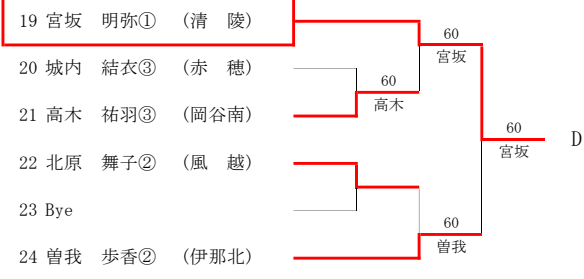 19 宮坂　明弥①　(清　陵)
20 城内　結衣③　(赤　穂)
21 高木　祐羽③　(岡谷南)
22 北原　舞子②　(風　越)
23 Bye
24 曽我　歩香②　(伊那北)
60
高木
60
宮坂
60
曽我
60
宮坂
D